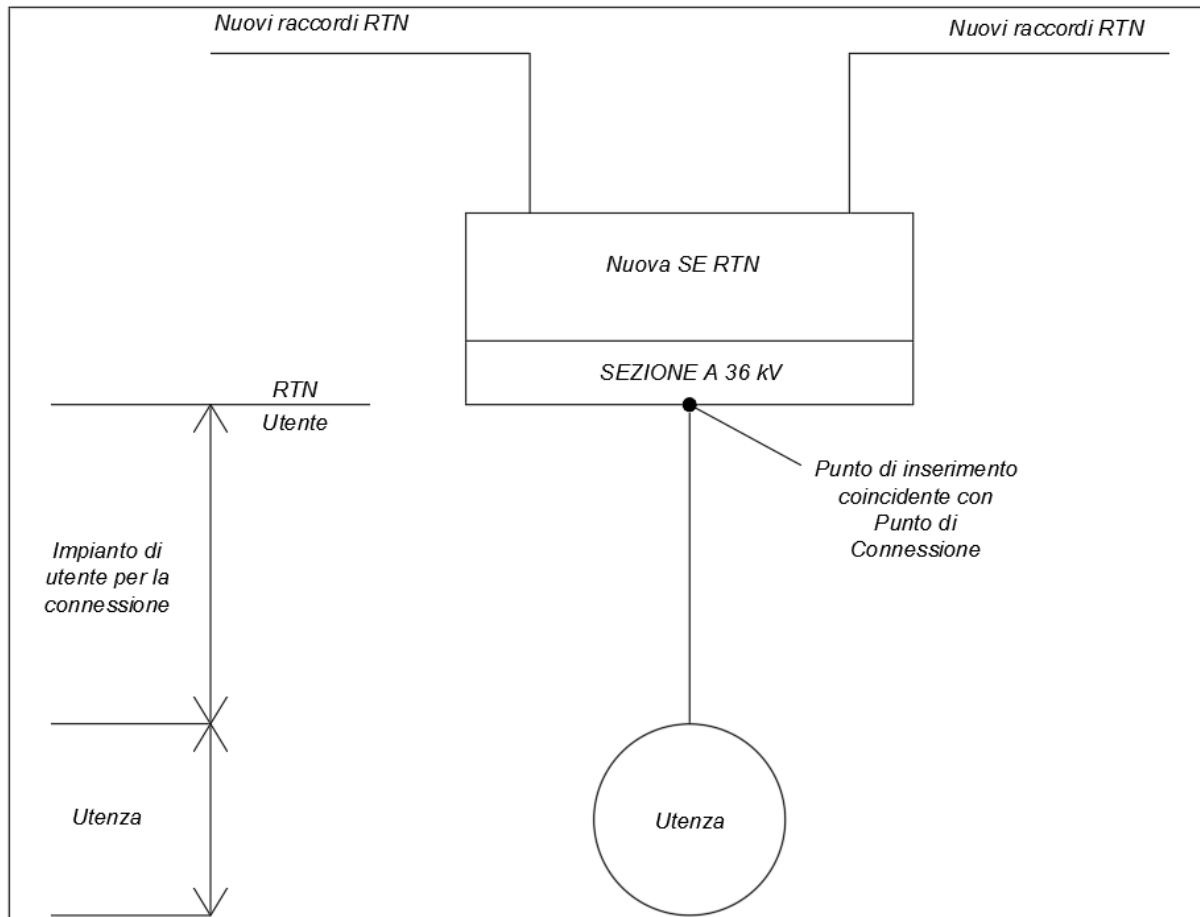 Nuovi raccordi RTN
Nuovi raccordi RTN
Nuova SE RTN
SEZIONE A 36 kV
RTN
Utente
Punto di inserimento
coincidente con
Punto di
Connessione
Impianto di
utente per la
connessione
Utenza
Utenza